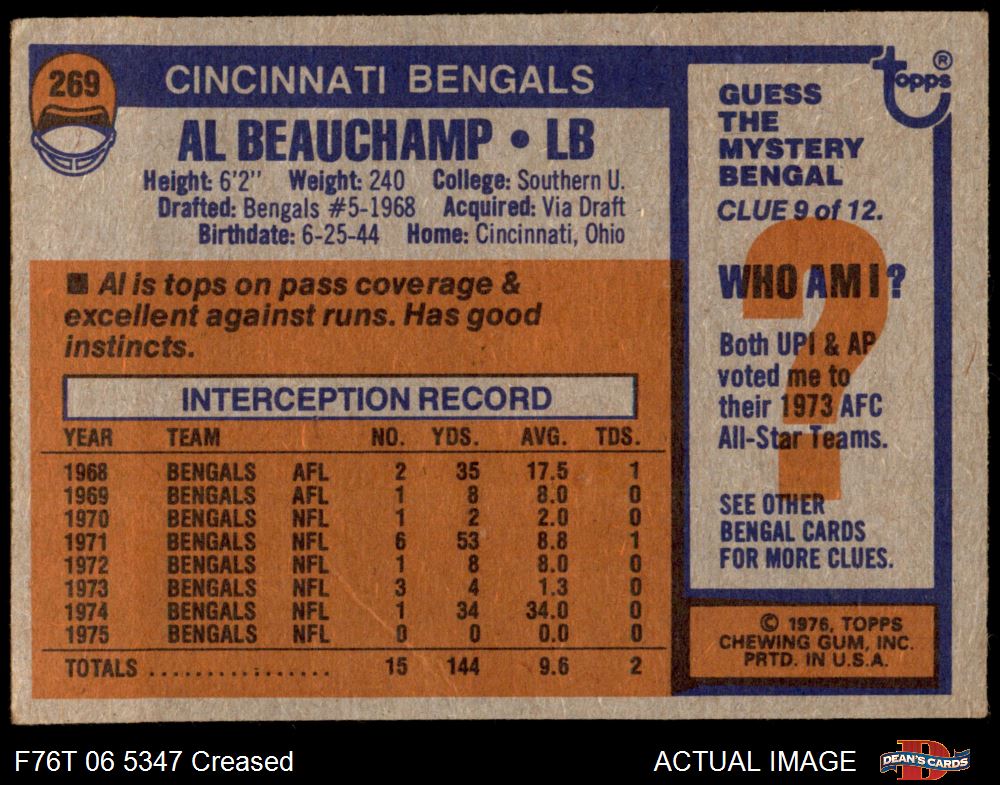 269
CINCINNATI BENGALS
AL BEAUCHAMP • LB
Height: 6'2" Weight: 240 College: Southern U.
Drafted: Bengals #5-1968 Acquired: Via Draft
Birthdate: 6-25-44 Home: Cincinnati, Ohio
■ Al is tops on pass coverage &
excellent against runs. Has good
instincts.
INTERCEPTION RECORD
YEAR TEAM NO. YDS. AVG. TDS.
1968 BENGALS AFL 2 35 17.5 1
1969 BENGALS AFL 1 8 8.0 0
1970 BENGALS NFL 1 2 2.0 0
1971 BENGALS NFL 6 53 8.8 1
1972 BENGALS NFL 1 8 8.0 0
1973 BENGALS NFL 3 4 1.3 0
1974 BENGALS NFL 1 34 34.0 0
1975 BENGALS NFL 0 0 0.0 0
TOTALS ................ 15 144 9.6 2
topps ®
GUESS
THE
MYSTERY
BENGAL
CLUE 9 of 12.
?
WHO AM I?
Both UPI & AP
voted me to
their 1973 AFC
All-Star Teams.
SEE OTHER
BENGAL CARDS
FOR MORE CLUES.
© 1976, TOPPS
CHEWING GUM, INC.
PRTD. IN U.S.A.
F76T 06 5347 Creased
ACTUAL IMAGE
D
DEAN'S CARDS